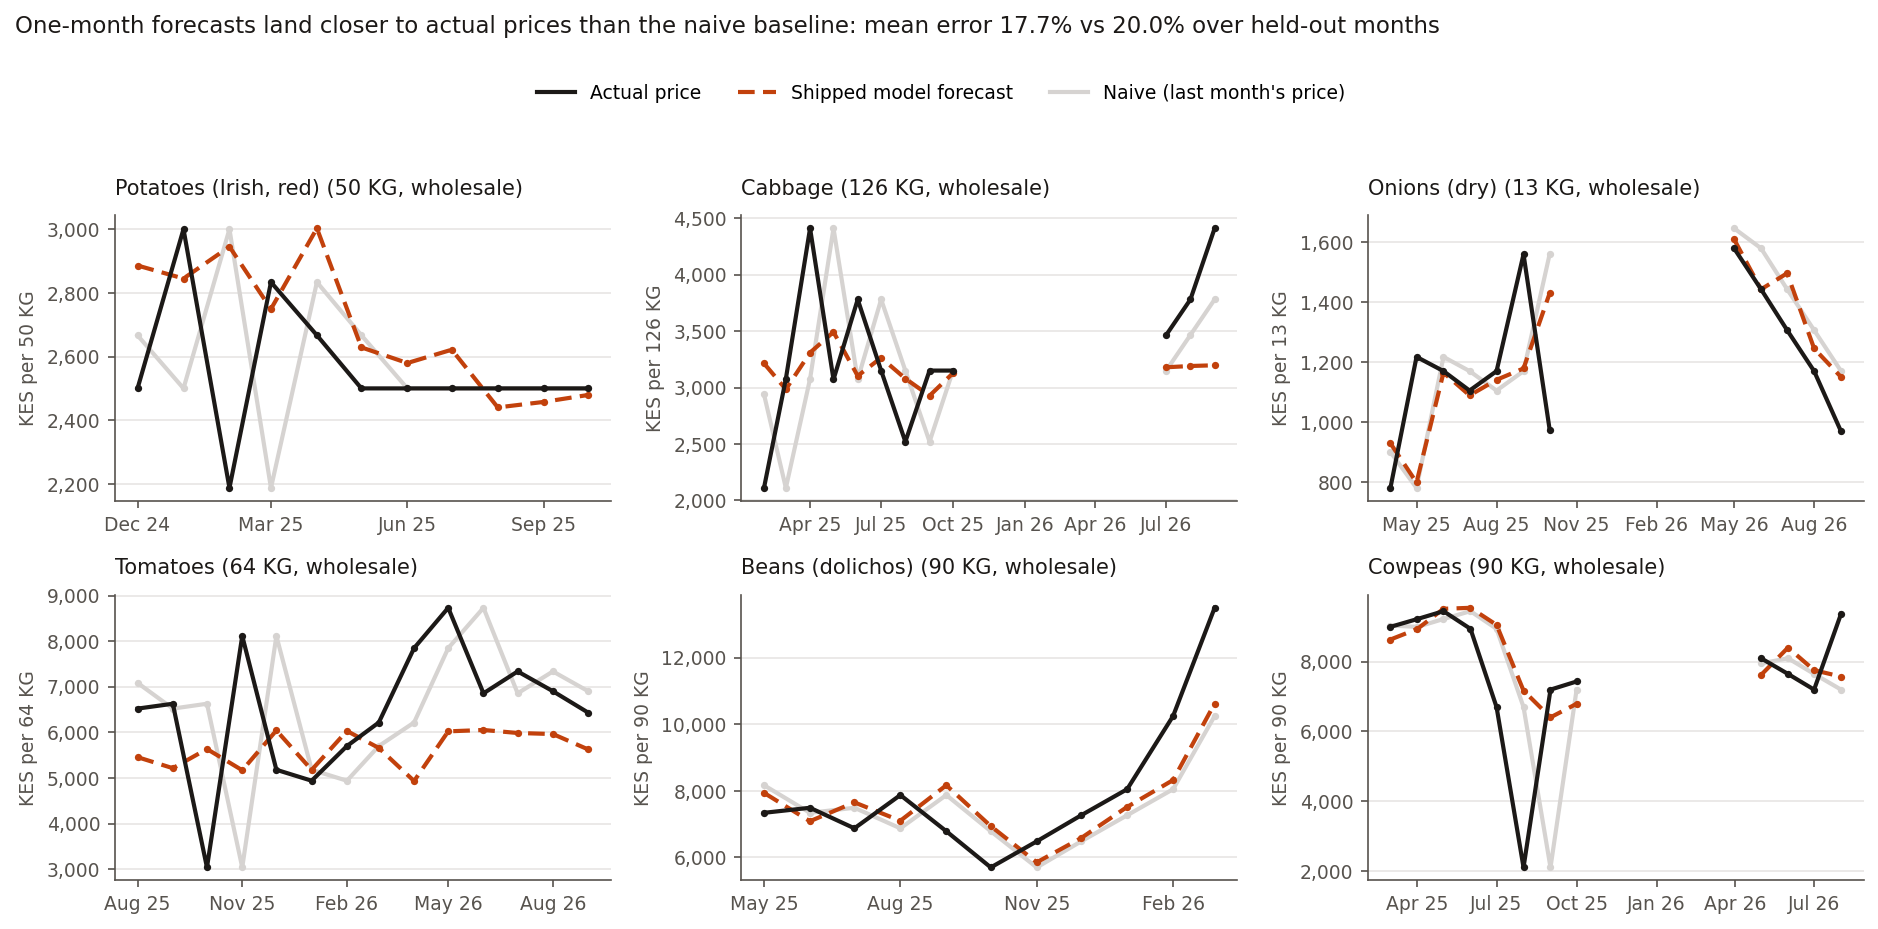 One-month forecasts land closer to actual prices than the naive baseline: mean error 17.7% vs 20.0% over held-out months
Actual price
Shipped model forecast
Naive (last month's price)
Potatoes (Irish, red) (50 KG, wholesale)
KES per 50 KG
3,000
2,800
2,600
2,400
2,200
Dec 24
Mar 25
Jun 25
Sep 25
Cabbage (126 KG, wholesale)
KES per 126 KG
4,500
4,000
3,500
3,000
2,500
2,000
Apr 25
Jul 25
Oct 25
Jan 26
Apr 26
Jul 26
Onions (dry) (13 KG, wholesale)
KES per 13 KG
1,600
1,400
1,200
1,000
800
May 25
Aug 25
Nov 25
Feb 26
May 26
Aug 26
Tomatoes (64 KG, wholesale)
KES per 64 KG
9,000
8,000
7,000
6,000
5,000
4,000
3,000
Aug 25
Nov 25
Feb 26
May 26
Aug 26
Beans (dolichos) (90 KG, wholesale)
KES per 90 KG
12,000
10,000
8,000
6,000
May 25
Aug 25
Nov 25
Feb 26
Cowpeas (90 KG, wholesale)
KES per 90 KG
8,000
6,000
4,000
2,000
Apr 25
Jul 25
Oct 25
Jan 26
Apr 26
Jul 26